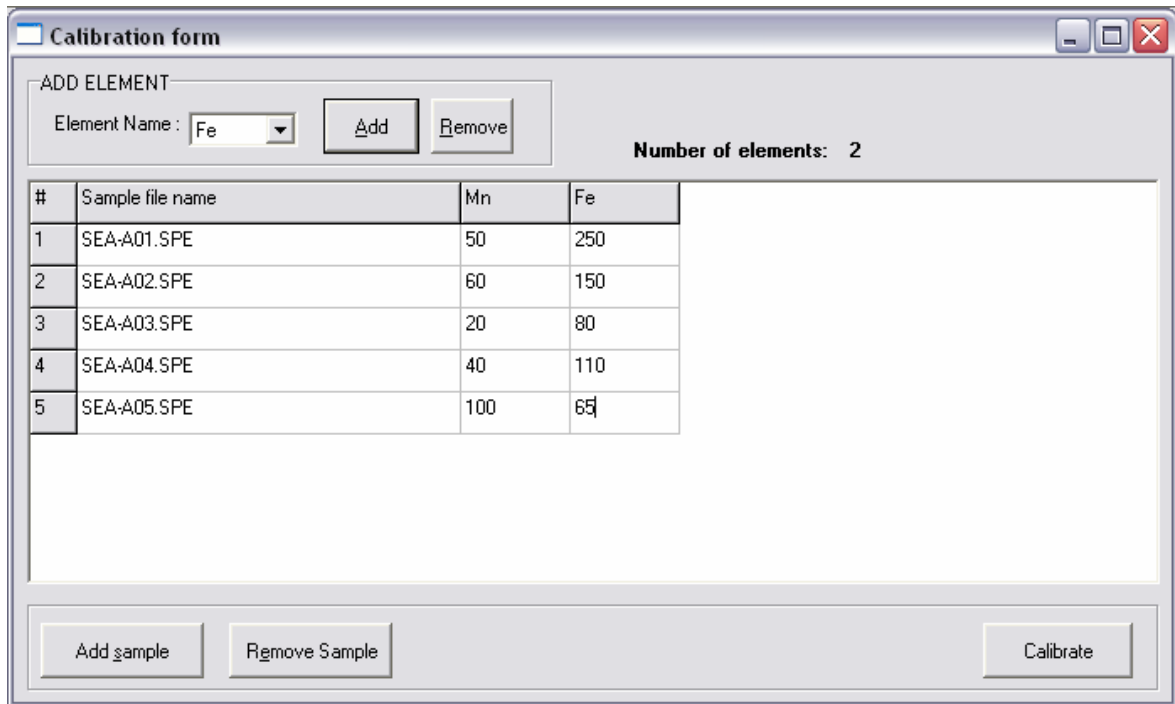 Calibration form
ADD ELEMENT
Element Name : Fe Add Remove
Number of elements: 2
# Sample file name Mn Fe
1 SEA-A01.SPE 50 250
2 SEA-A02.SPE 60 150
3 SEA-A03.SPE 20 80
4 SEA-A04.SPE 40 110
5 SEA-A05.SPE 100 65
Add sample Remove Sample Calibrate